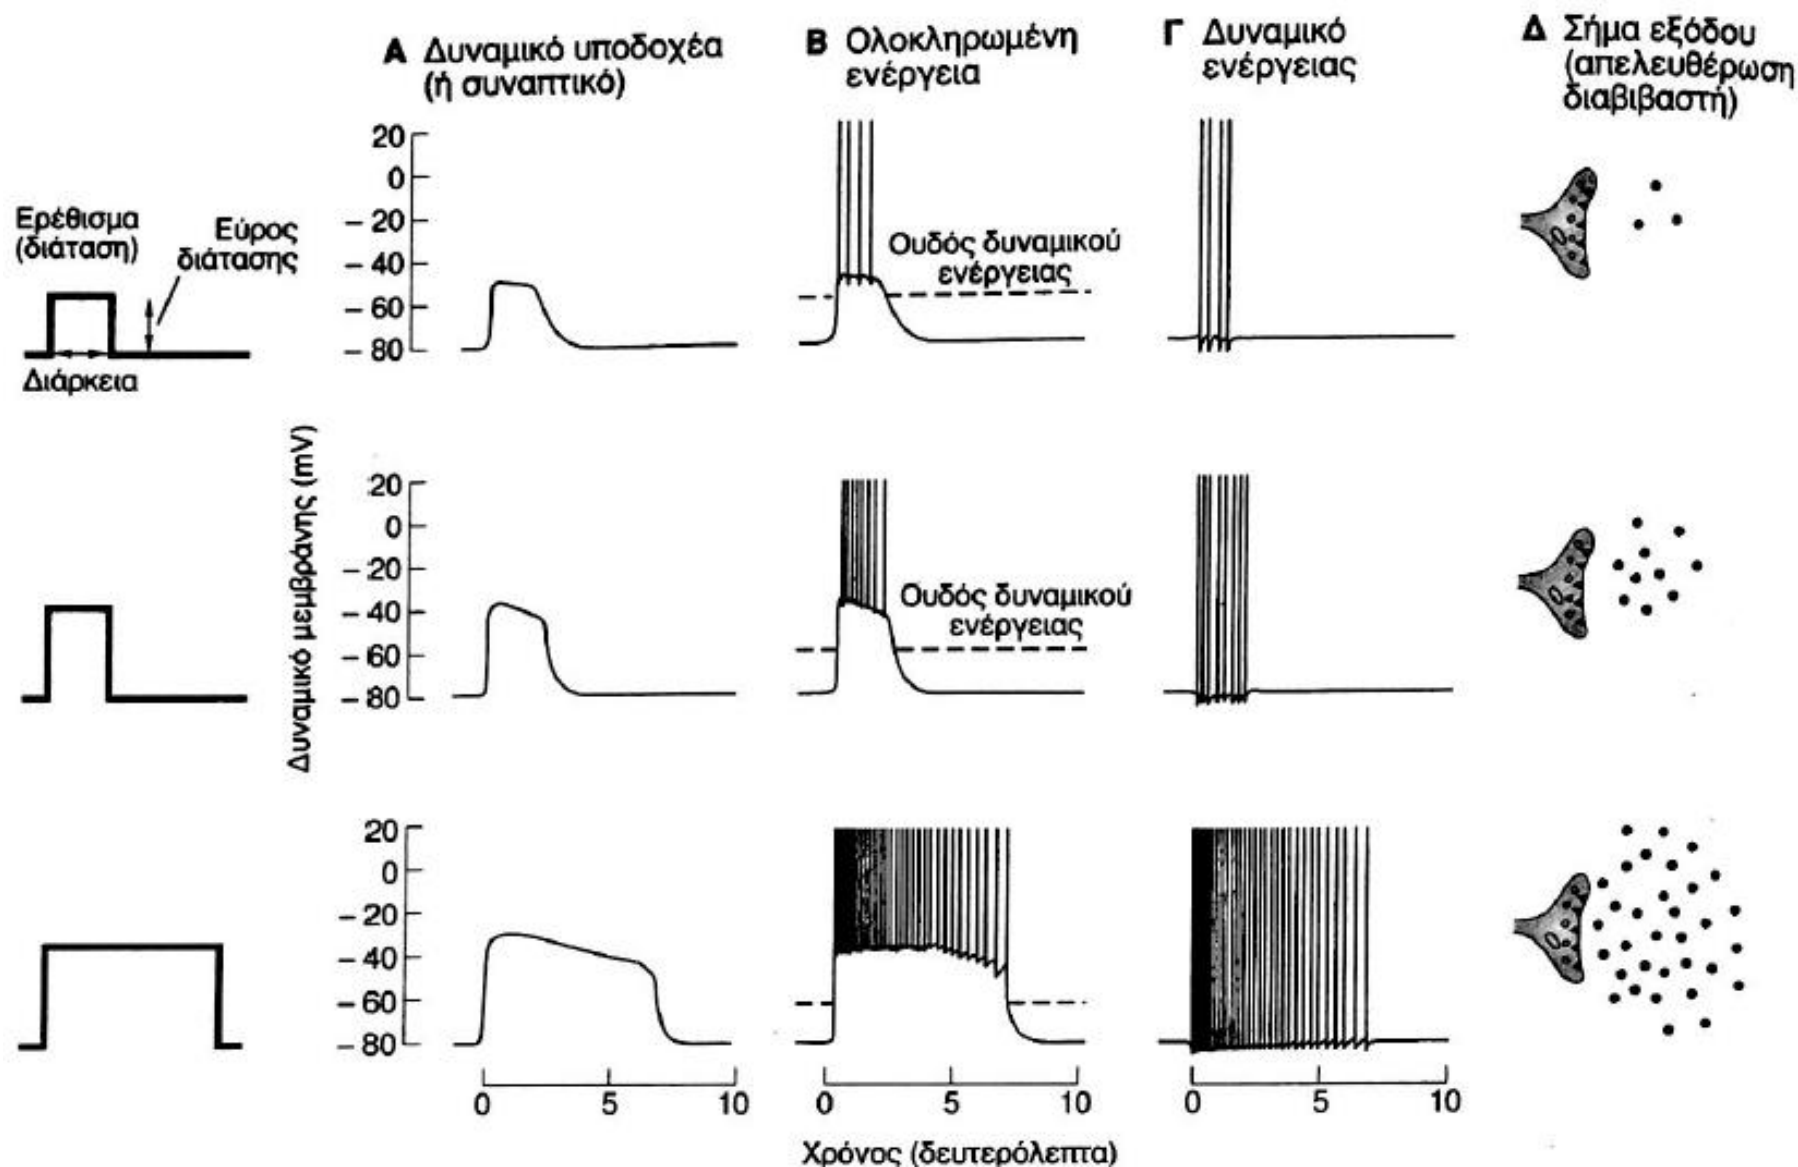 Α Δυναμικό υποδοχέα
(ή συναπτικό)
Β Ολοκληρωμένη
ενέργεια
Γ Δυναμικό
ενέργειας
Δ Σήμα εξόδου
(απελευθέρωση
διαβιβαστή)
Ερέθισμα
(διάταση)
Εύρος
διάτασης
Διάρκεια
20
0
– 20
– 40
– 60
– 80
Ουδός δυναμικού
ενέργειας
Δυναμικό μεμβράνης (mV)
20
0
– 20
– 40
– 60
– 80
Ουδός δυναμικού
ενέργειας
20
0
– 20
– 40
– 60
– 80
0 5 10
0 5 10
0 5 10
Χρόνος (δευτερόλεπτα)